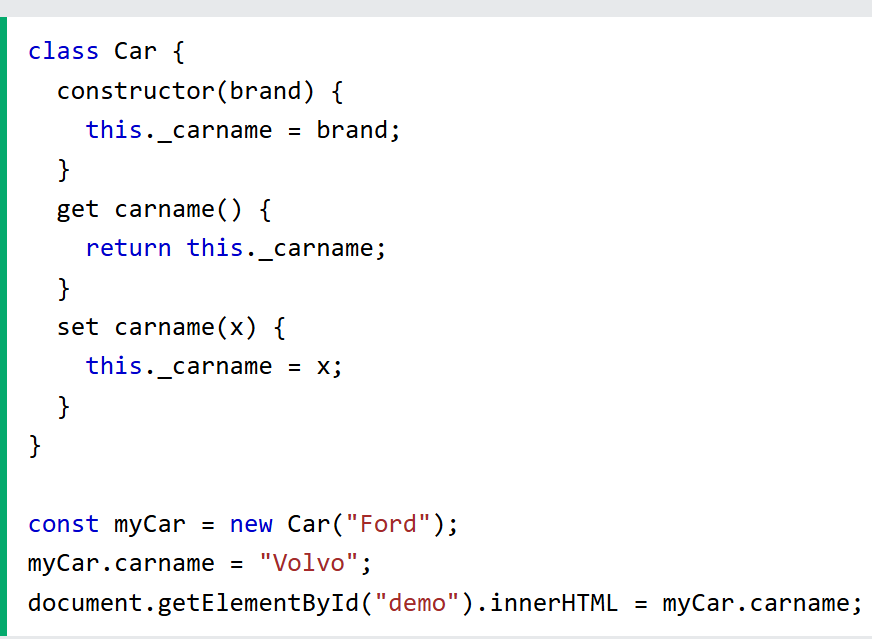 class Car {
  constructor(brand) {
    this._carname = brand;
  }
  get carname() {
    return this._carname;
  }
  set carname(x) {
    this._carname = x;
  }
}

const myCar = new Car("Ford");
myCar.carname = "Volvo";
document.getElementById("demo").innerHTML = myCar.carname;